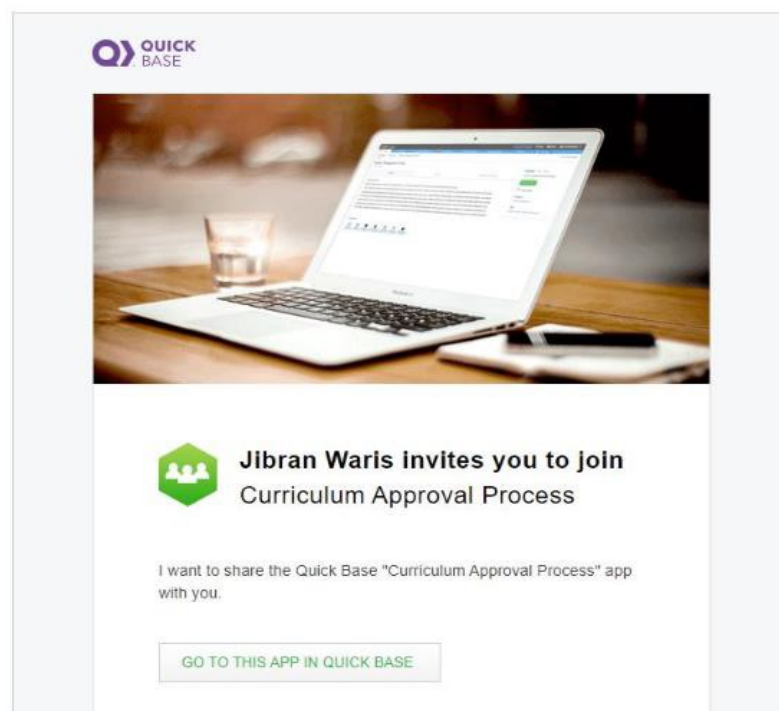 QUICK
BASE
Jibran Waris invites you to join
Curriculum Approval Process
I want to share the Quick Base "Curriculum Approval Process" app
with you.
GO TO THIS APP IN QUICK BASE